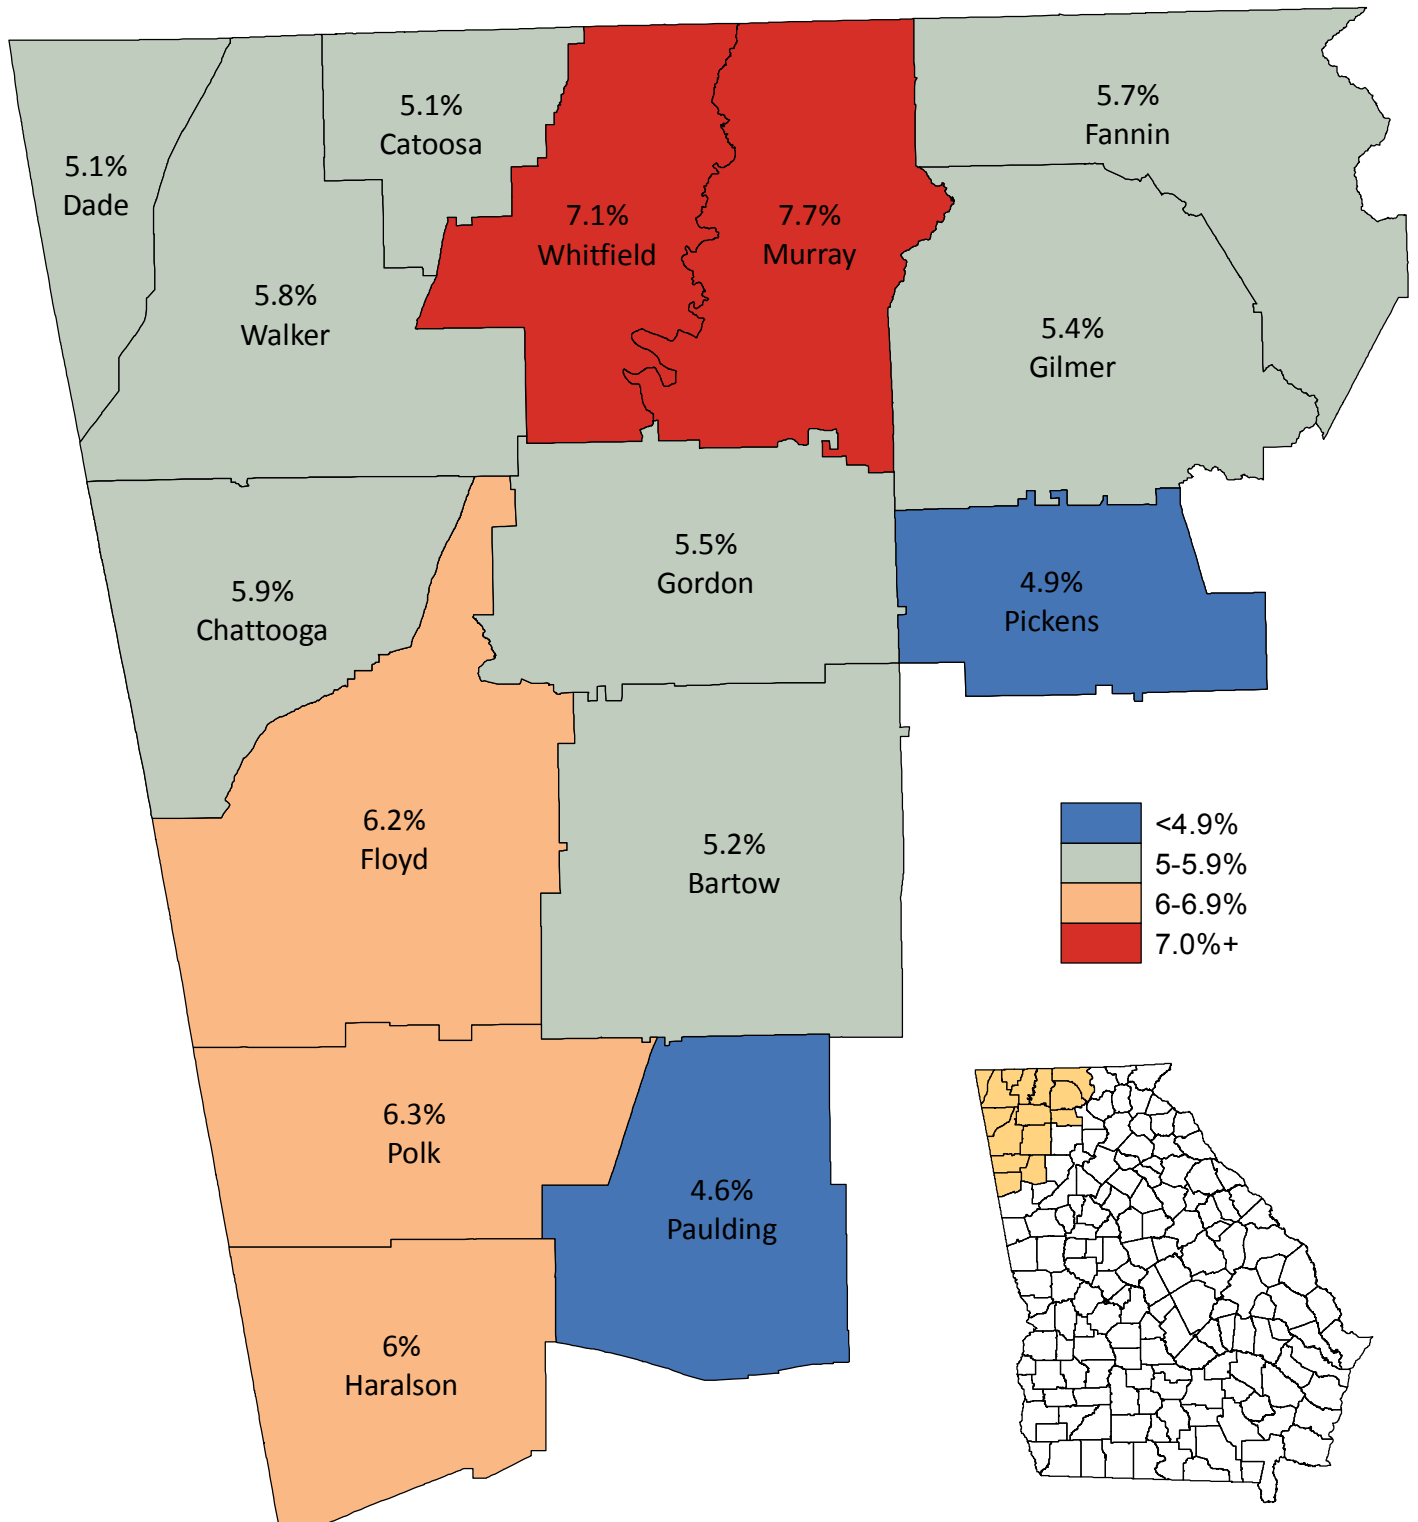 5.1%
Catoosa
5.7%
Fannin
5.1%
Dade
7.1%
Whitfield
7.7%
Murray
5.8%
Walker
5.4%
Gilmer
5.5%
Gordon
5.9%
Chattooga
4.9%
Pickens
6.2%
Floyd
5.2%
Bartow
<4.9%
5-5.9%
6-6.9%
7.0%+
6.3%
Polk
4.6%
Paulding
6%
Haralson